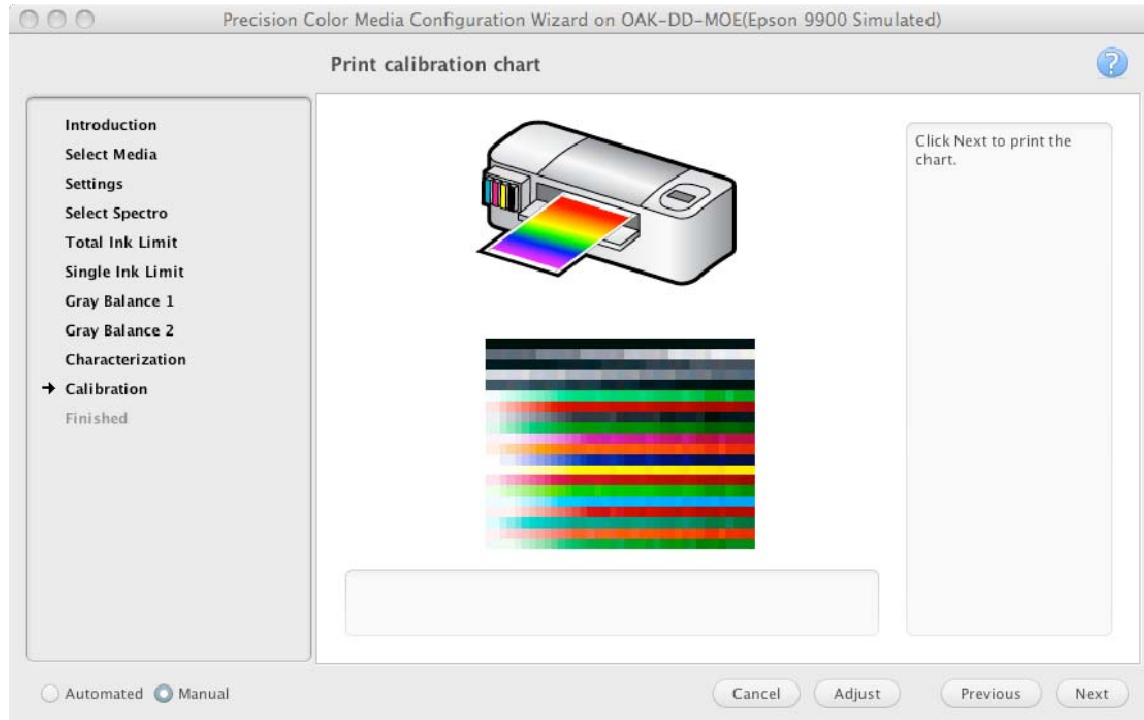 Precision Color Media Configuration Wizard on OAK-DD-MOE(Epson 9900 Simulated)
Print calibration chart
?
Introduction
Select Media
Settings
Select Spectro
Total Ink Limit
Single Ink Limit
Gray Balance 1
Gray Balance 2
Characterization
Calibration
Finished
Click Next to print the
chart.
Automated Manual
Cancel Adjust Previous Next